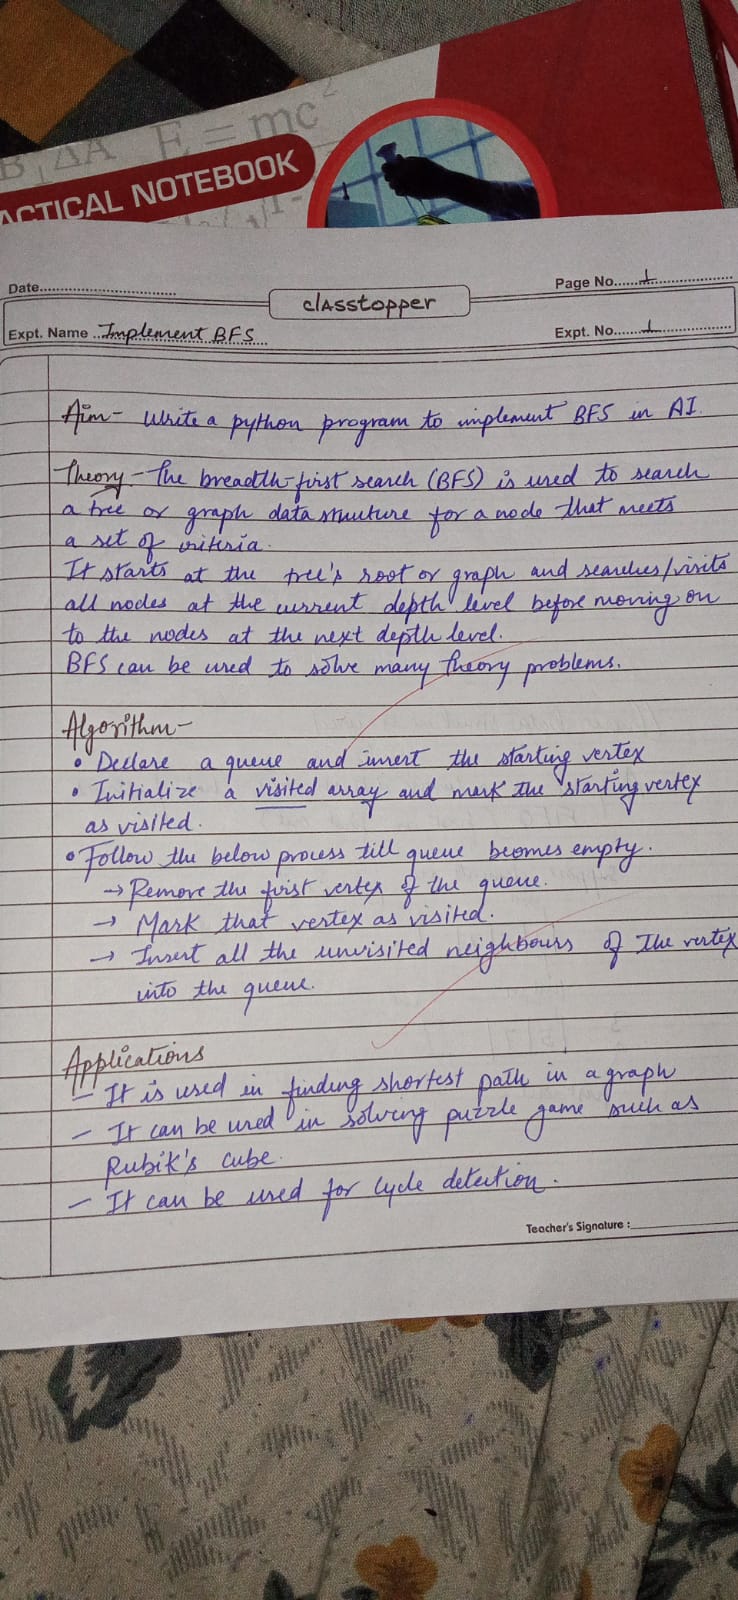 E = mc²
B₁ΔA
ACTICAL NOTEBOOK
Date
classtopper
Page No. 1
Expt. Name Implement BFS
Expt. No. 1
Aim - Write a python program to implement BFS in AI.
Theory - The breadth-first search (BFS) is used to search
a tree or graph data structure for a node that meets
a set of criteria.
It starts at the tree's root or graph and searches/visits
all nodes at the current depth level before moving on
to the nodes at the next depth level.
BFS can be used to solve many theory problems.
Algorithm -
• Declare a queue and insert the starting vertex
• Initialize a visited array and mark the starting vertex
as visited.
• Follow the below process till queue becomes empty.
→ Remove the first vertex of the queue.
→ Mark that vertex as visited.
→ Insert all the unvisited neighbours of the vertex
into the queue.
Applications
- It is used in finding shortest path in a graph
- It can be used in solving puzzle game such as
Rubik's cube.
- It can be used for cycle detection.
Teacher's Signature :